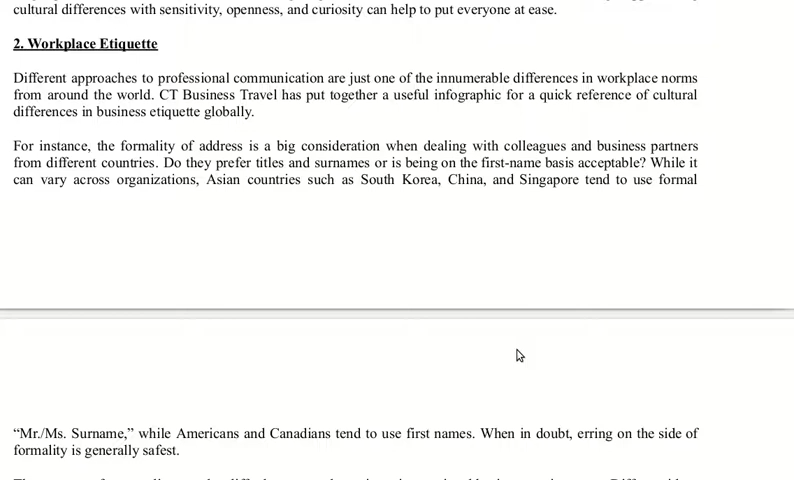 cultural differences with sensitivity, openness, and curiosity can help to put everyone at ease.
2. Workplace Etiquette
Different approaches to professional communication are just one of the innumerable differences in workplace norms
from around the world. CT Business Travel has put together a useful infographic for a quick reference of cultural
differences in business etiquette globally.
For instance, the formality of address is a big consideration when dealing with colleagues and business partners
from different countries. Do they prefer titles and surnames or is being on the first-name basis acceptable? While it
can vary across organizations, Asian countries such as South Korea, China, and Singapore tend to use formal
“Mr./Ms. Surname,” while Americans and Canadians tend to use first names. When in doubt, erring on the side of
formality is generally safest.